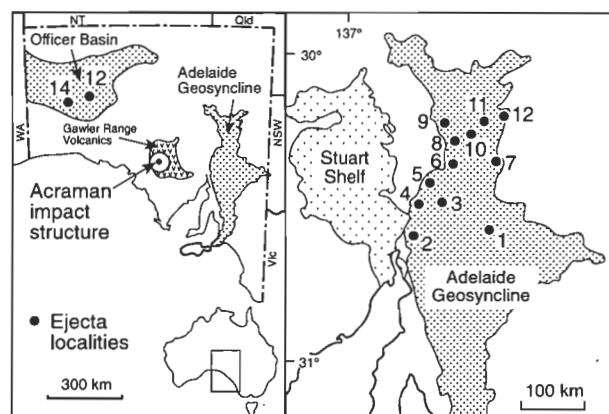 NT
Qld
Officer Basin
14
12
WA
Gawler Range
Volcanics
Adelaide
Geosyncline
NSW
Acraman
impact
structure
Vic
Ejecta
localities
300 km
137°
30°
Stuart
Shelf
9
11
12
8
10
6
7
5
4
3
2
1
Adelaide
Geosyncline
31°
100 km